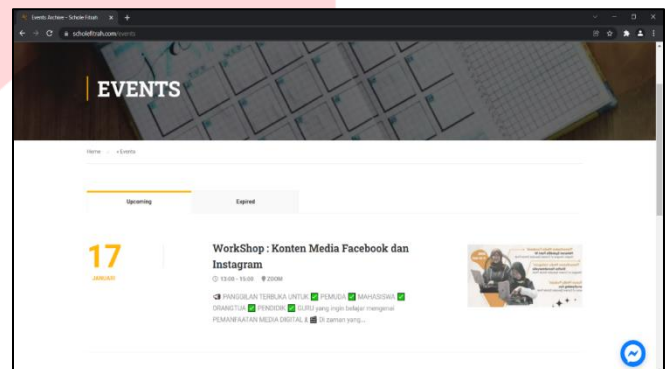 Events Archive - Schole Fitrah
scholefitrah.com/events
EVENTS
Home
Events
Upcoming
Expired
17
JANUARI
WorkShop : Konten Media Facebook dan
Instagram
13:00 - 15:00 ZOOM
PANGGILAN TERBUKA UNTUK ✅ PEMUDA ✅ MAHASISWA ✅
ORANGTUA ✅ PENDIDIK ✅ GURU yang ingin belajar mengenai
PEMANFAATAN MEDIA DIGITAL Di zaman yang...